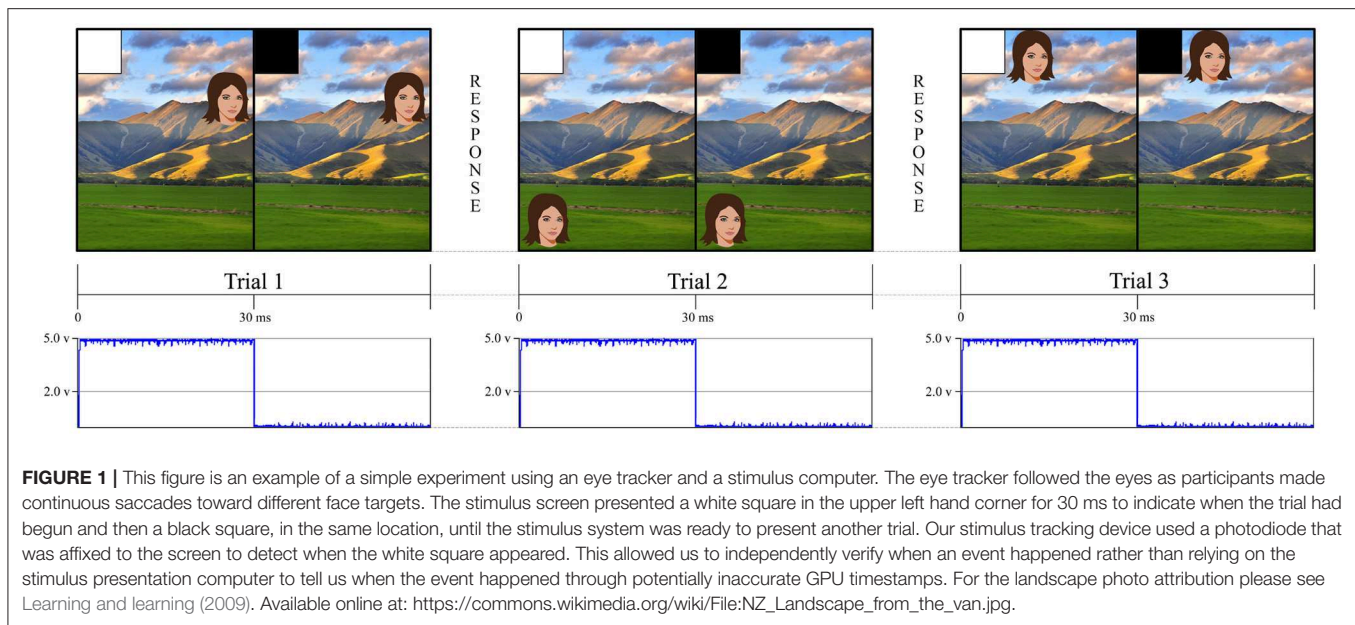 R
E
S
P
O
N
S
E
R
E
S
P
O
N
S
E
Trial 1
Trial 2
Trial 3
0
30 ms
0
30 ms
0
30 ms
5.0 v
2.0 v
5.0 v
2.0 v
5.0 v
2.0 v
FIGURE 1 | This figure is an example of a simple experiment using an eye tracker and a stimulus computer. The eye tracker followed the eyes as participants made
continuous saccades toward different face targets. The stimulus screen presented a white square in the upper left hand corner for 30 ms to indicate when the trial had
begun and then a black square, in the same location, until the stimulus system was ready to present another trial. Our stimulus tracking device used a photodiode that
was affixed to the screen to detect when the white square appeared. This allowed us to independently verify when an event happened rather than relying on the
stimulus presentation computer to tell us when the event happened through potentially inaccurate GPU timestamps. For the landscape photo attribution please see
Learning and learning (2009). Available online at: https://commons.wikimedia.org/wiki/File:NZ_Landscape_from_the_van.jpg.